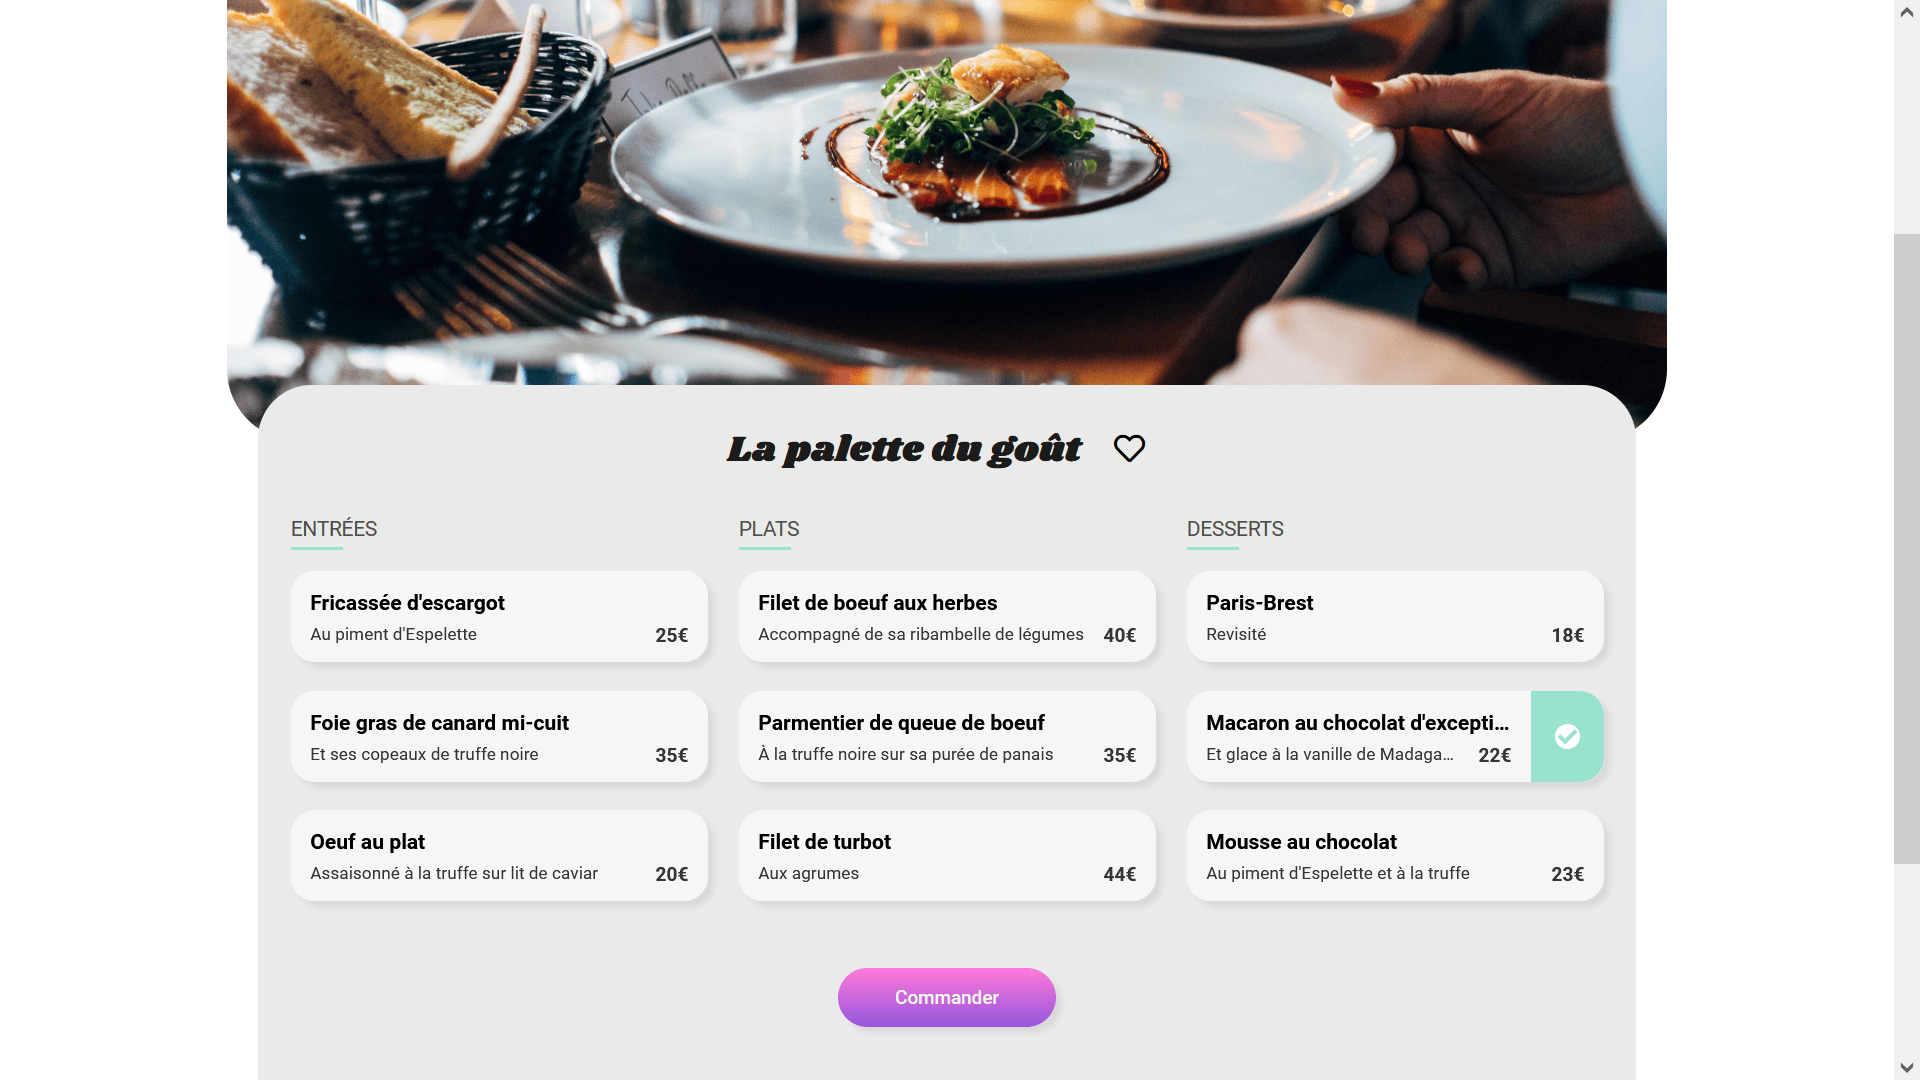 La palette du goût
ENTRÉES
Fricassée d'escargot
Au piment d'Espelette 25€
Foie gras de canard mi-cuit
Et ses copeaux de truffe noire 35€
Oeuf au plat
Assaisonné à la truffe sur lit de caviar 20€
PLATS
Filet de boeuf aux herbes
Accompagné de sa ribambelle de légumes 40€
Parmentier de queue de boeuf
À la truffe noire sur sa purée de panais 35€
Filet de turbot
Aux agrumes 44€
DESSERTS
Paris-Brest
Revisité 18€
Macaron au chocolat d'excepti...
Et glace à la vanille de Madaga... 22€
Mousse au chocolat
Au piment d'Espelette et à la truffe 23€
Commander